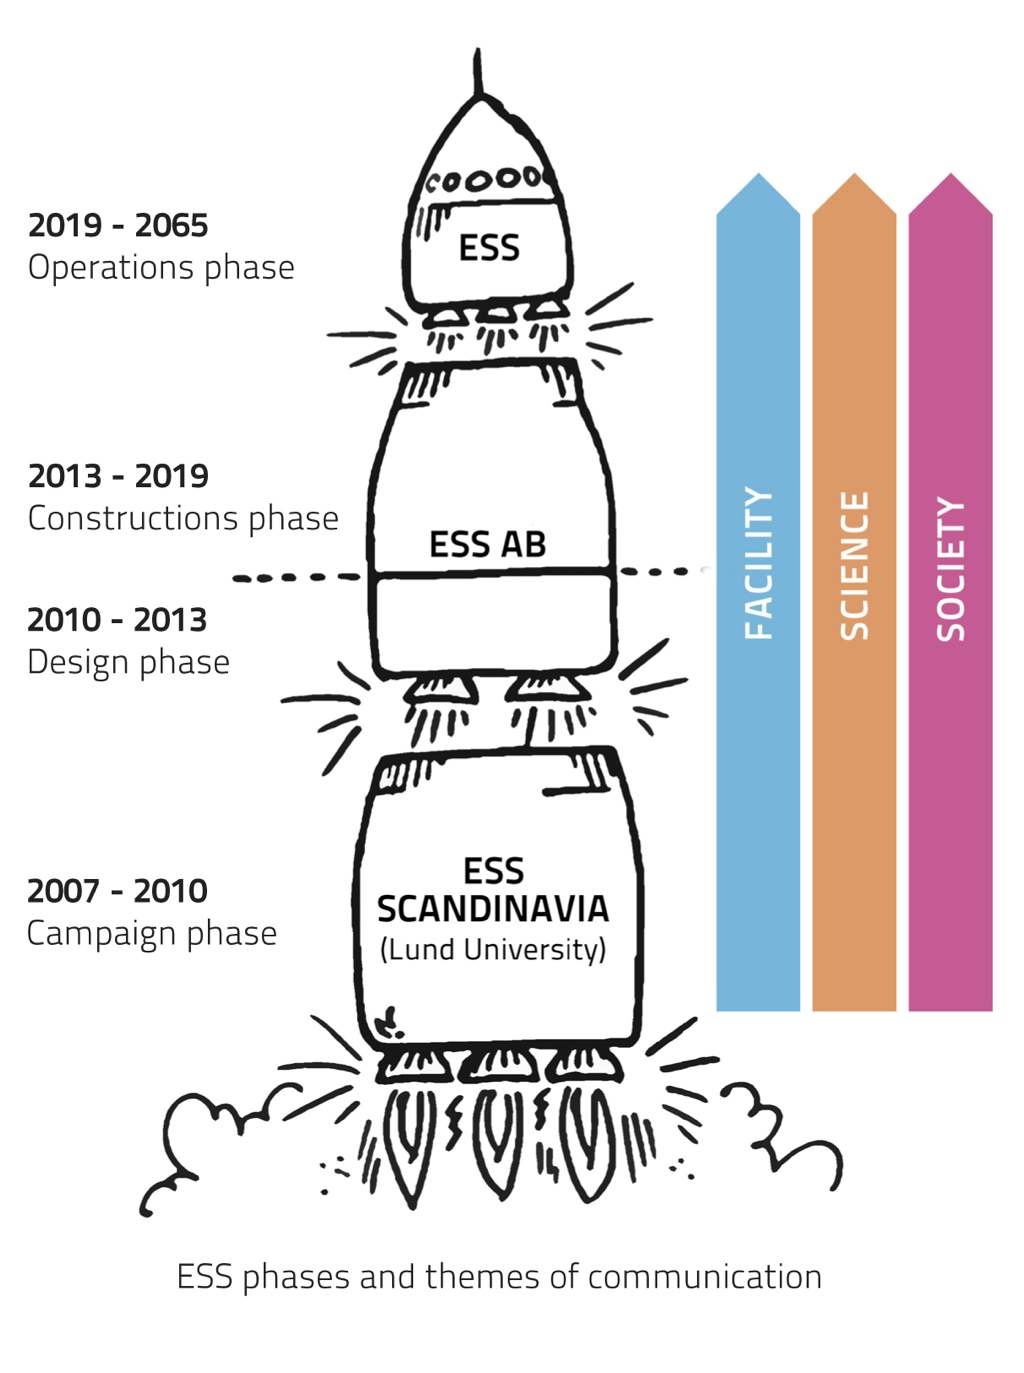 2019 - 2065
Operations phase
ESS
2013 - 2019
Constructions phase
ESS AB
2010 - 2013
Design phase
2007 - 2010
Campaign phase
ESS
SCANDINAVIA
(Lund University)
FACILITY
SCIENCE
SOCIETY
ESS phases and themes of communication